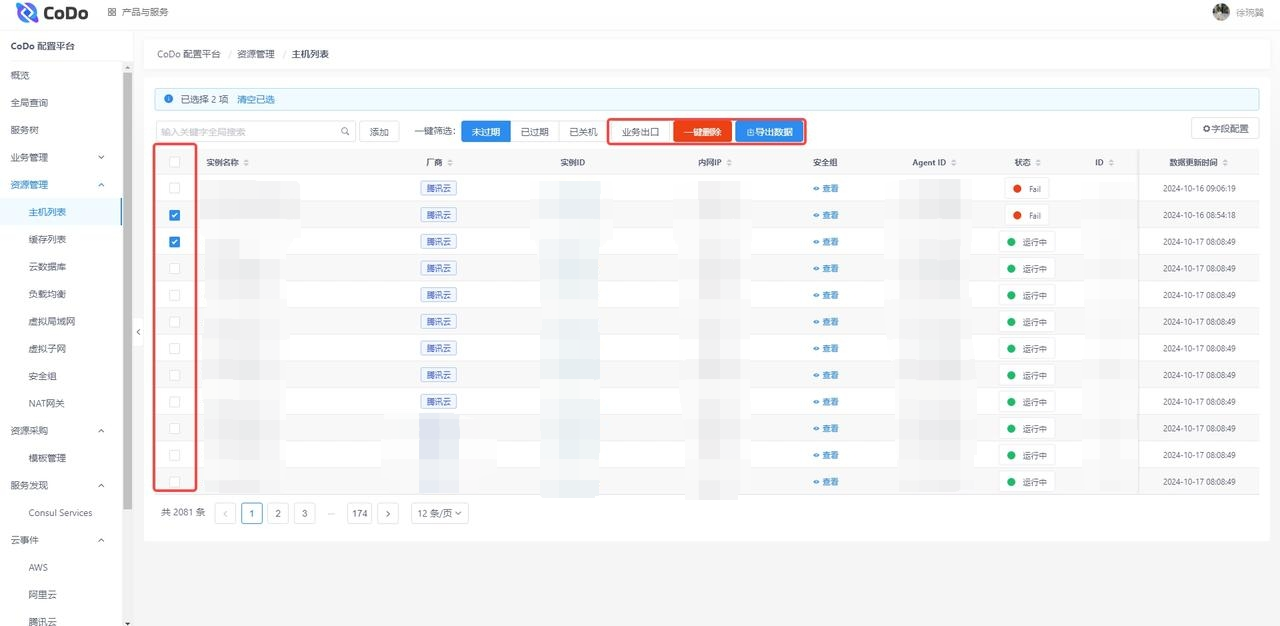 CoDo 产品与服务 徐琬巽
CoDo 配置平台
概览
全局查询
服务树
业务管理
资源管理
主机列表
缓存列表
云数据库
负载均衡
虚拟局域网
虚拟子网
安全组
NAT网关
资源采购
模板管理
服务发现
Consul Services
云事件
AWS
阿里云
腾讯云
CoDo 配置平台 / 资源管理 / 主机列表
已选择 2 项 清空已选
输入关键字全局搜索 添加 一键筛选: 未过期 已过期 已关机 业务出口 一键删除 导出数据 字段配置
实例名称 厂商 实例ID 内网IP 安全组 Agent ID 状态 ID 数据更新时间
腾讯云 查看 Fail 2024-10-16 09:06:19
腾讯云 查看 Fail 2024-10-16 08:54:18
腾讯云 查看 运行中 2024-10-17 08:08:49
腾讯云 查看 运行中 2024-10-17 08:08:49
腾讯云 查看 运行中 2024-10-17 08:08:49
腾讯云 查看 运行中 2024-10-17 08:08:49
腾讯云 查看 运行中 2024-10-17 08:08:49
腾讯云 查看 运行中 2024-10-17 08:08:49
腾讯云 查看 运行中 2024-10-17 08:08:49
查看 运行中 2024-10-17 08:08:49
查看 运行中 2024-10-17 08:08:49
查看 运行中 2024-10-17 08:08:49
共 2081 条 1 2 3 ··· 174 12 条/页